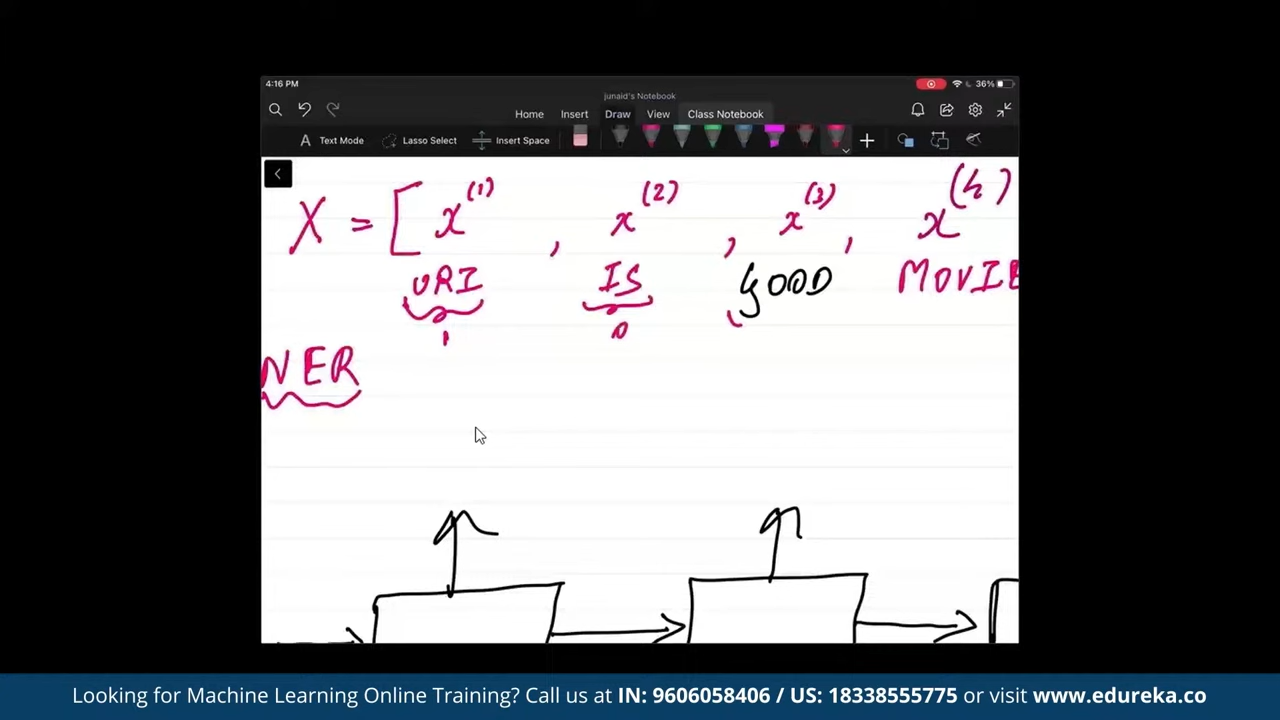 4:16 PM 36%
junaid's Notebook
Home Insert Draw View Class Notebook
A Text Mode Lasso Select Insert Space
X = [ x^(1) , x^(2) , x^(3) , x^(4)
URI IS GOOD MOVIE
1 0
NER
Looking for Machine Learning Online Training? Call us at IN: 9606058406 / US: 18338555775 or visit www.edureka.co